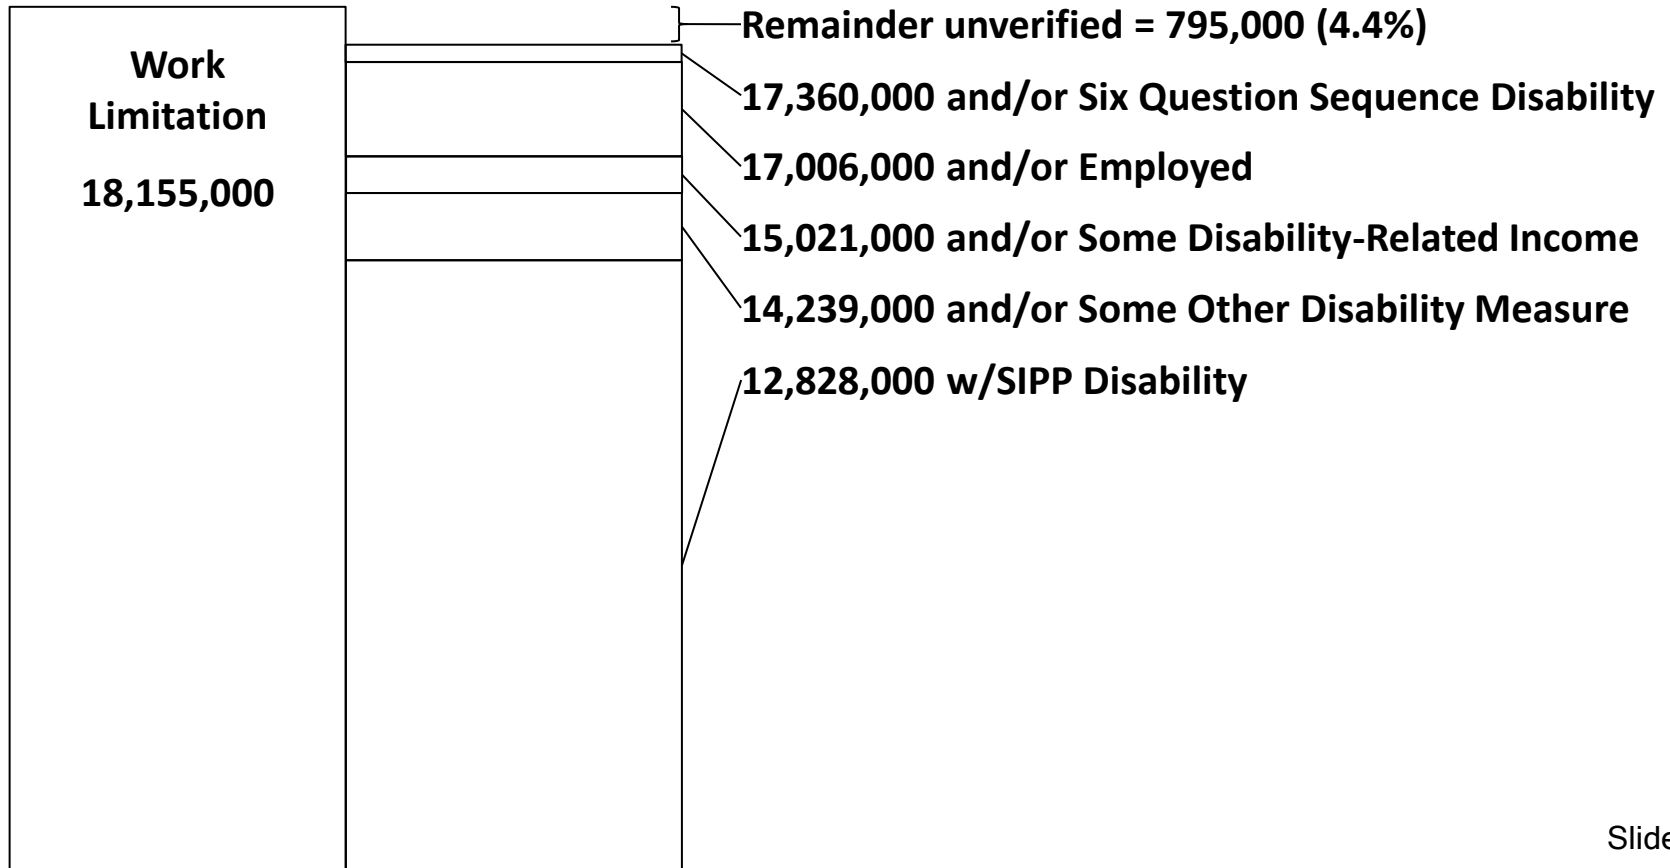 Work
Limitation
18,155,000
Remainder unverified = 795,000 (4.4%)
17,360,000 and/or Six Question Sequence Disability
17,006,000 and/or Employed
15,021,000 and/or Some Disability-Related Income
14,239,000 and/or Some Other Disability Measure
12,828,000 w/SIPP Disability
Slide